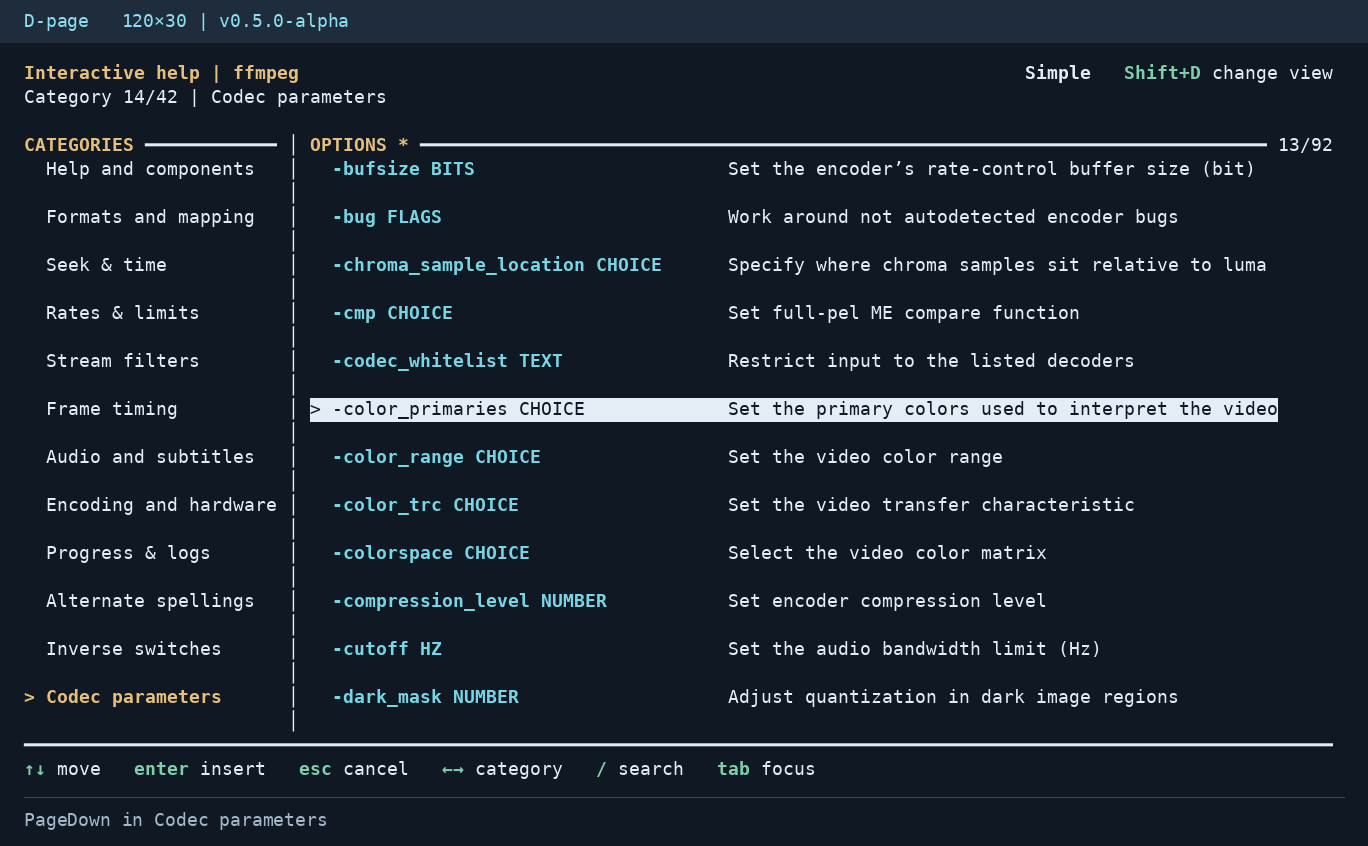 D-page   120×30 | v0.5.0-alpha
Interactive help | ffmpeg   Simple   Shift+D change view
Category 14/42 | Codec parameters
CATEGORIES   OPTIONS *   13/92
Help and components   -bufsize BITS   Set the encoder’s rate-control buffer size (bit)
Formats and mapping   -bug FLAGS   Work around not autodetected encoder bugs
Seek & time   -chroma_sample_location CHOICE   Specify where chroma samples sit relative to luma
Rates & limits   -cmp CHOICE   Set full-pel ME compare function
Stream filters   -codec_whitelist TEXT   Restrict input to the listed decoders
Frame timing   > -color_primaries CHOICE   Set the primary colors used to interpret the video
Audio and subtitles   -color_range CHOICE   Set the video color range
Encoding and hardware   -color_trc CHOICE   Set the video transfer characteristic
Progress & logs   -colorspace CHOICE   Select the video color matrix
Alternate spellings   -compression_level NUMBER   Set encoder compression level
Inverse switches   -cutoff HZ   Set the audio bandwidth limit (Hz)
> Codec parameters   -dark_mask NUMBER   Adjust quantization in dark image regions
↑↓ move   enter insert   esc cancel   ←→ category   / search   tab focus
PageDown in Codec parameters